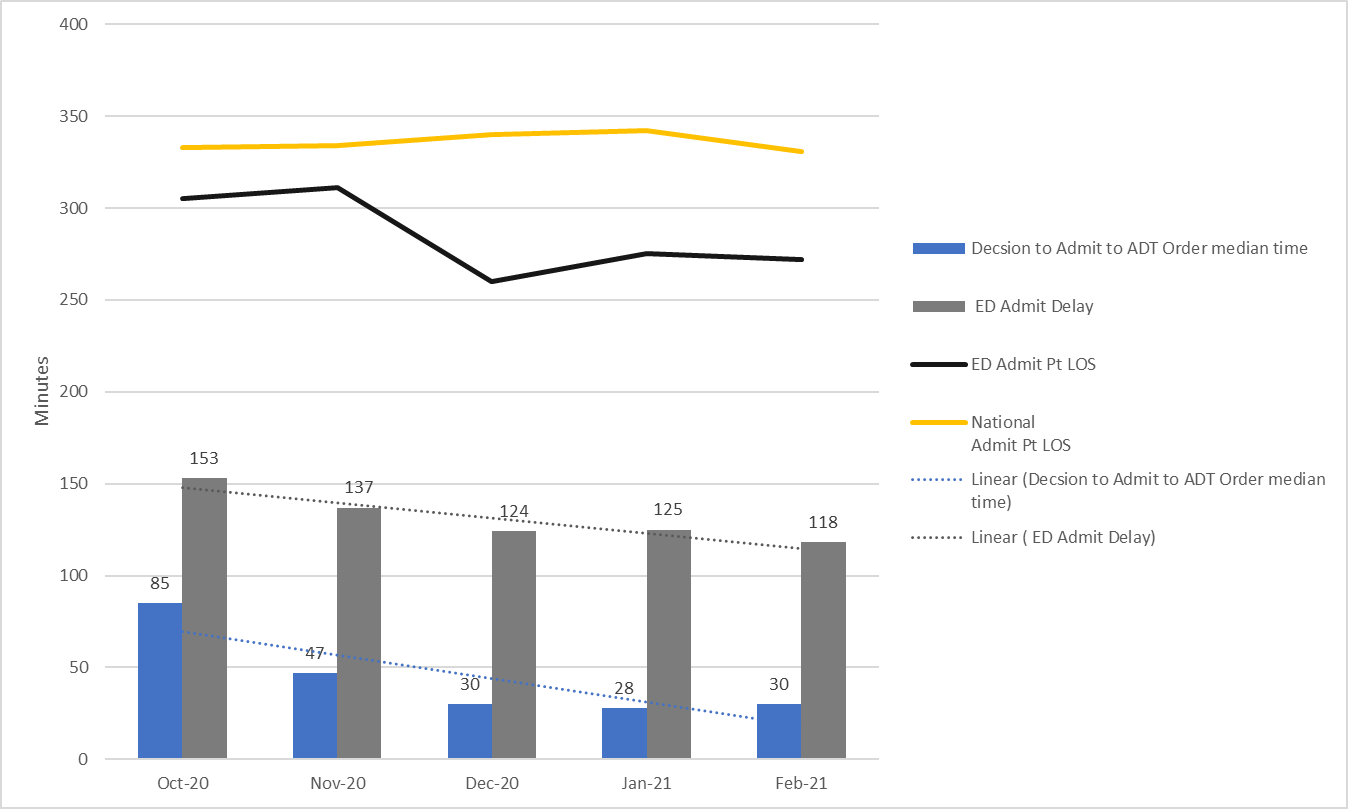 400
350
300
250
200
150
100
50
0
Minutes
153
137
124
125
118
85
47
30
28
30
Oct-20
Nov-20
Dec-20
Jan-21
Feb-21
Decsion to Admit to ADT Order median time
ED Admit Delay
ED Admit Pt LOS
National
Admit Pt LOS
Linear (Decsion to Admit to ADT Order median
time)
Linear ( ED Admit Delay)